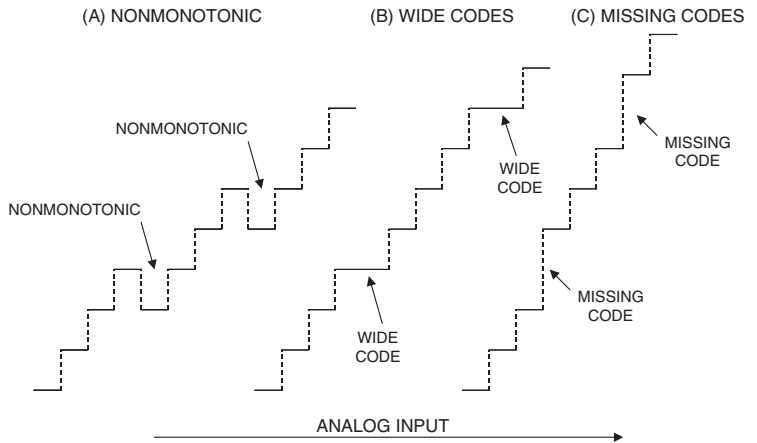 (A) NONMONOTONIC
(B) WIDE CODES
(C) MISSING CODES
NONMONOTONIC
NONMONOTONIC
WIDE
CODE
WIDE
CODE
MISSING
CODE
MISSING
CODE
ANALOG INPUT